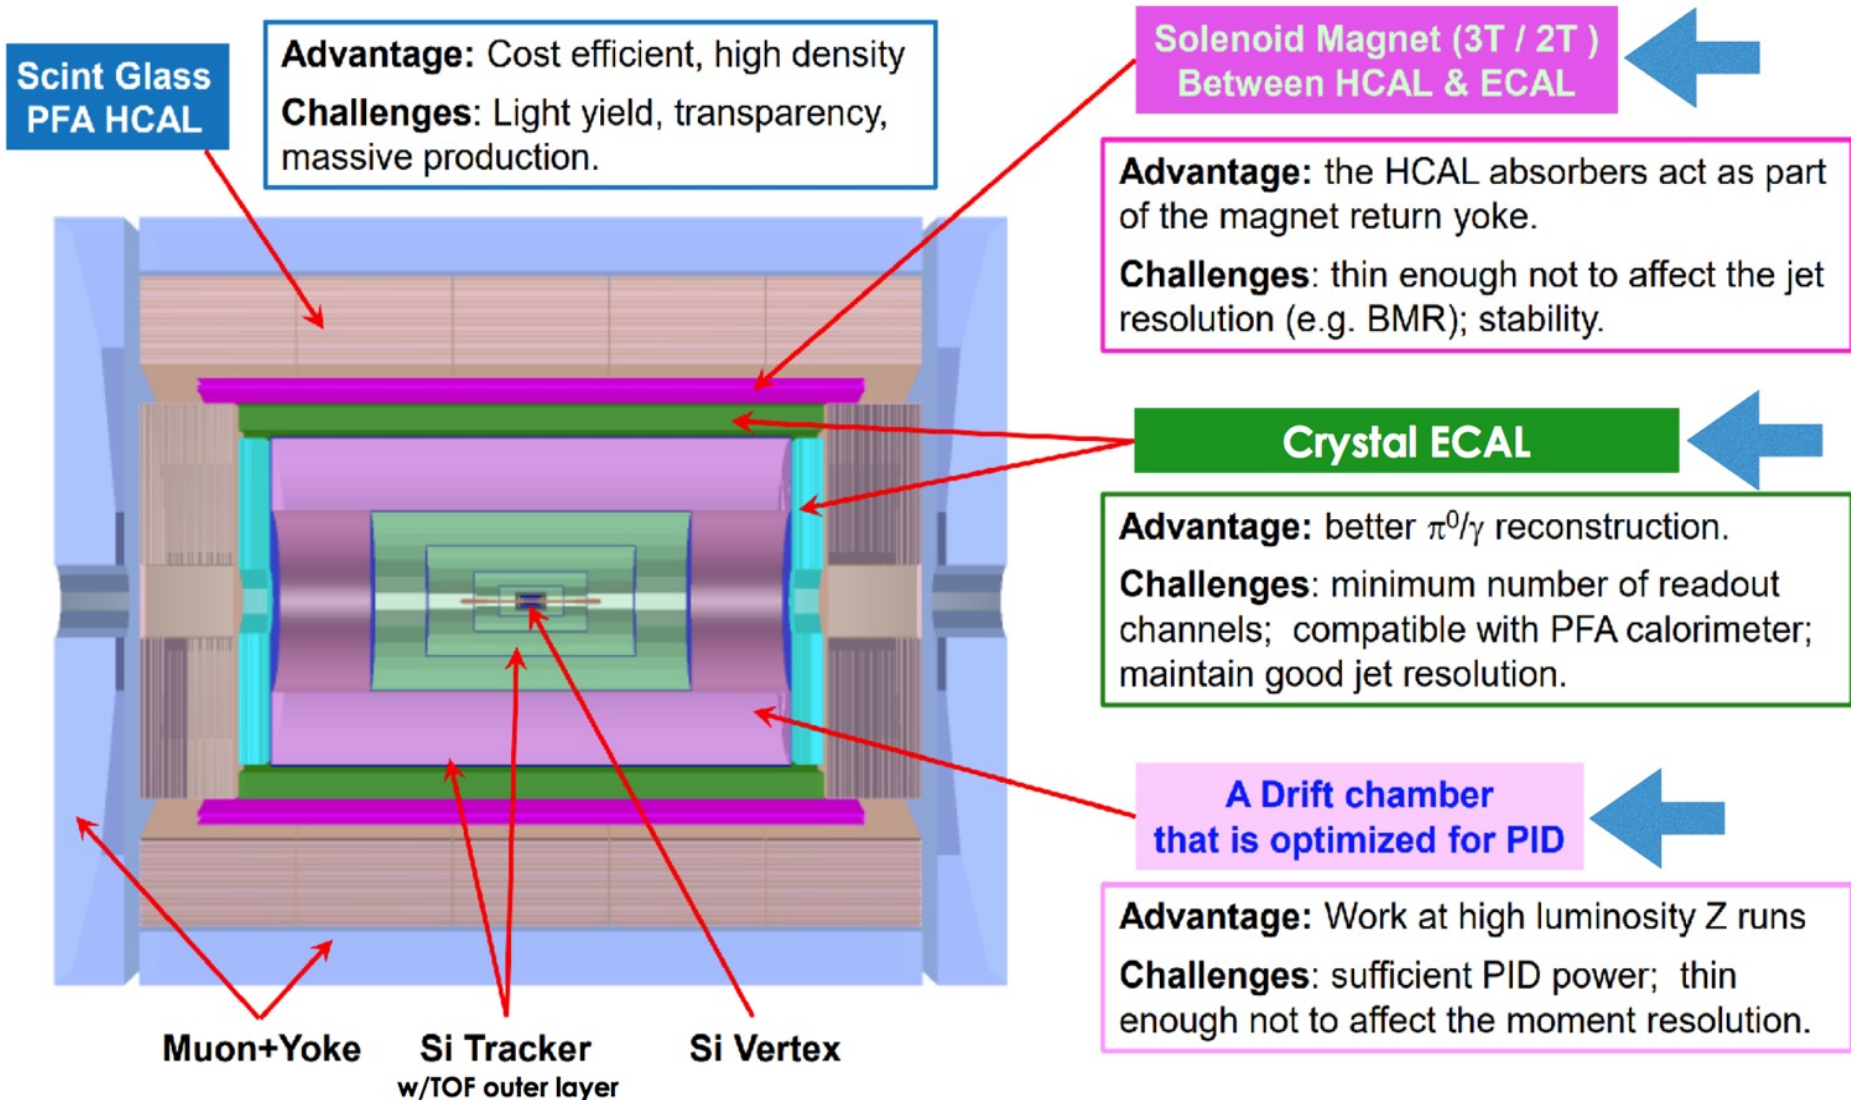 Scint Glass
PFA HCAL
Advantage: Cost efficient, high density
Challenges: Light yield, transparency,
massive production.
Solenoid Magnet (3T / 2T )
Between HCAL & ECAL
Advantage: the HCAL absorbers act as part
of the magnet return yoke.
Challenges: thin enough not to affect the jet
resolution (e.g. BMR); stability.
Crystal ECAL
Advantage: better π⁰/γ reconstruction.
Challenges: minimum number of readout
channels; compatible with PFA calorimeter;
maintain good jet resolution.
A Drift chamber
that is optimized for PID
Advantage: Work at high luminosity Z runs
Challenges: sufficient PID power; thin
enough not to affect the moment resolution.
Muon+Yoke
Si Tracker
w/TOF outer layer
Si Vertex